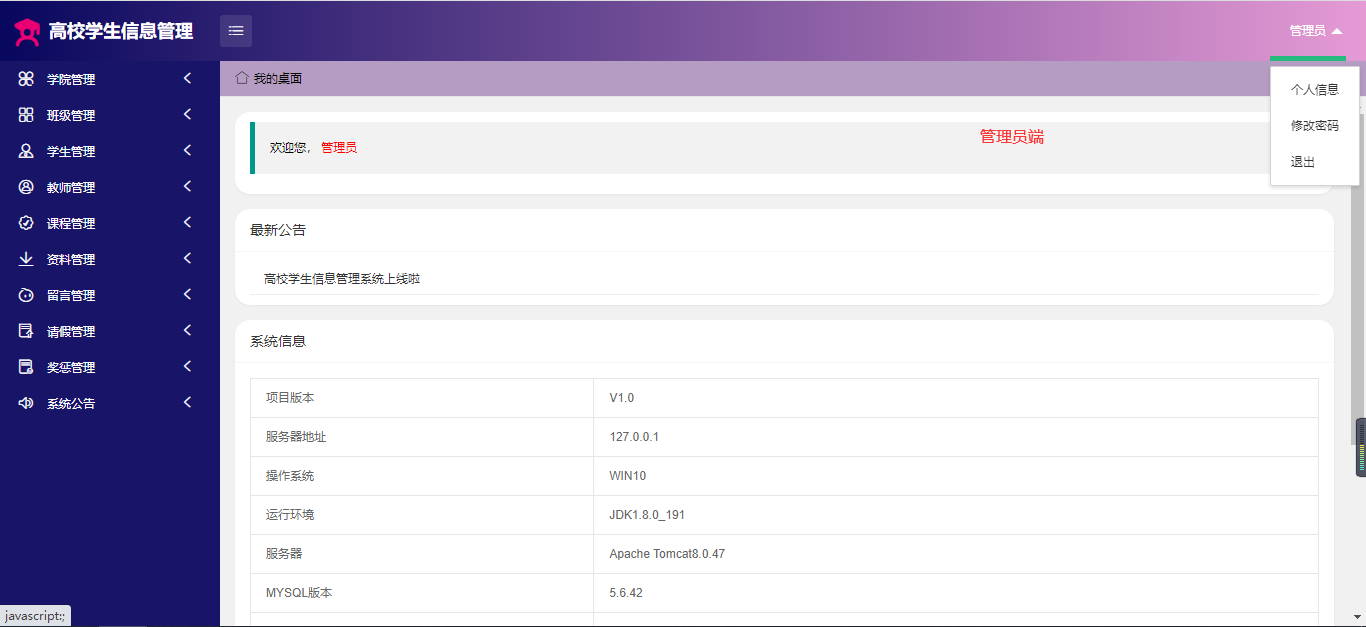 高校学生信息管理
管理员
学院管理
班级管理
学生管理
教师管理
课程管理
资料管理
留言管理
请假管理
奖惩管理
系统公告
我的桌面
个人信息
修改密码
退出
欢迎您， 管理员
管理员端
最新公告
高校学生信息管理系统上线啦
系统信息
项目版本 V1.0
服务器地址 127.0.0.1
操作系统 WIN10
运行环境 JDK1.8.0_191
服务器 Apache Tomcat8.0.47
MYSQL版本 5.6.42
javascript:;